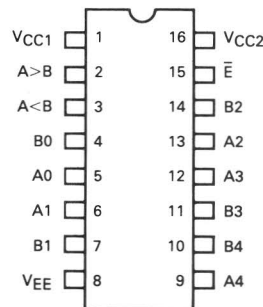 VCC1 1 16 VCC2
A>B 2 15 E̅
A<B 3 14 B2
B0 4 13 A2
A0 5 12 A3
A1 6 11 B3
B1 7 10 B4
VEE 8 9 A4